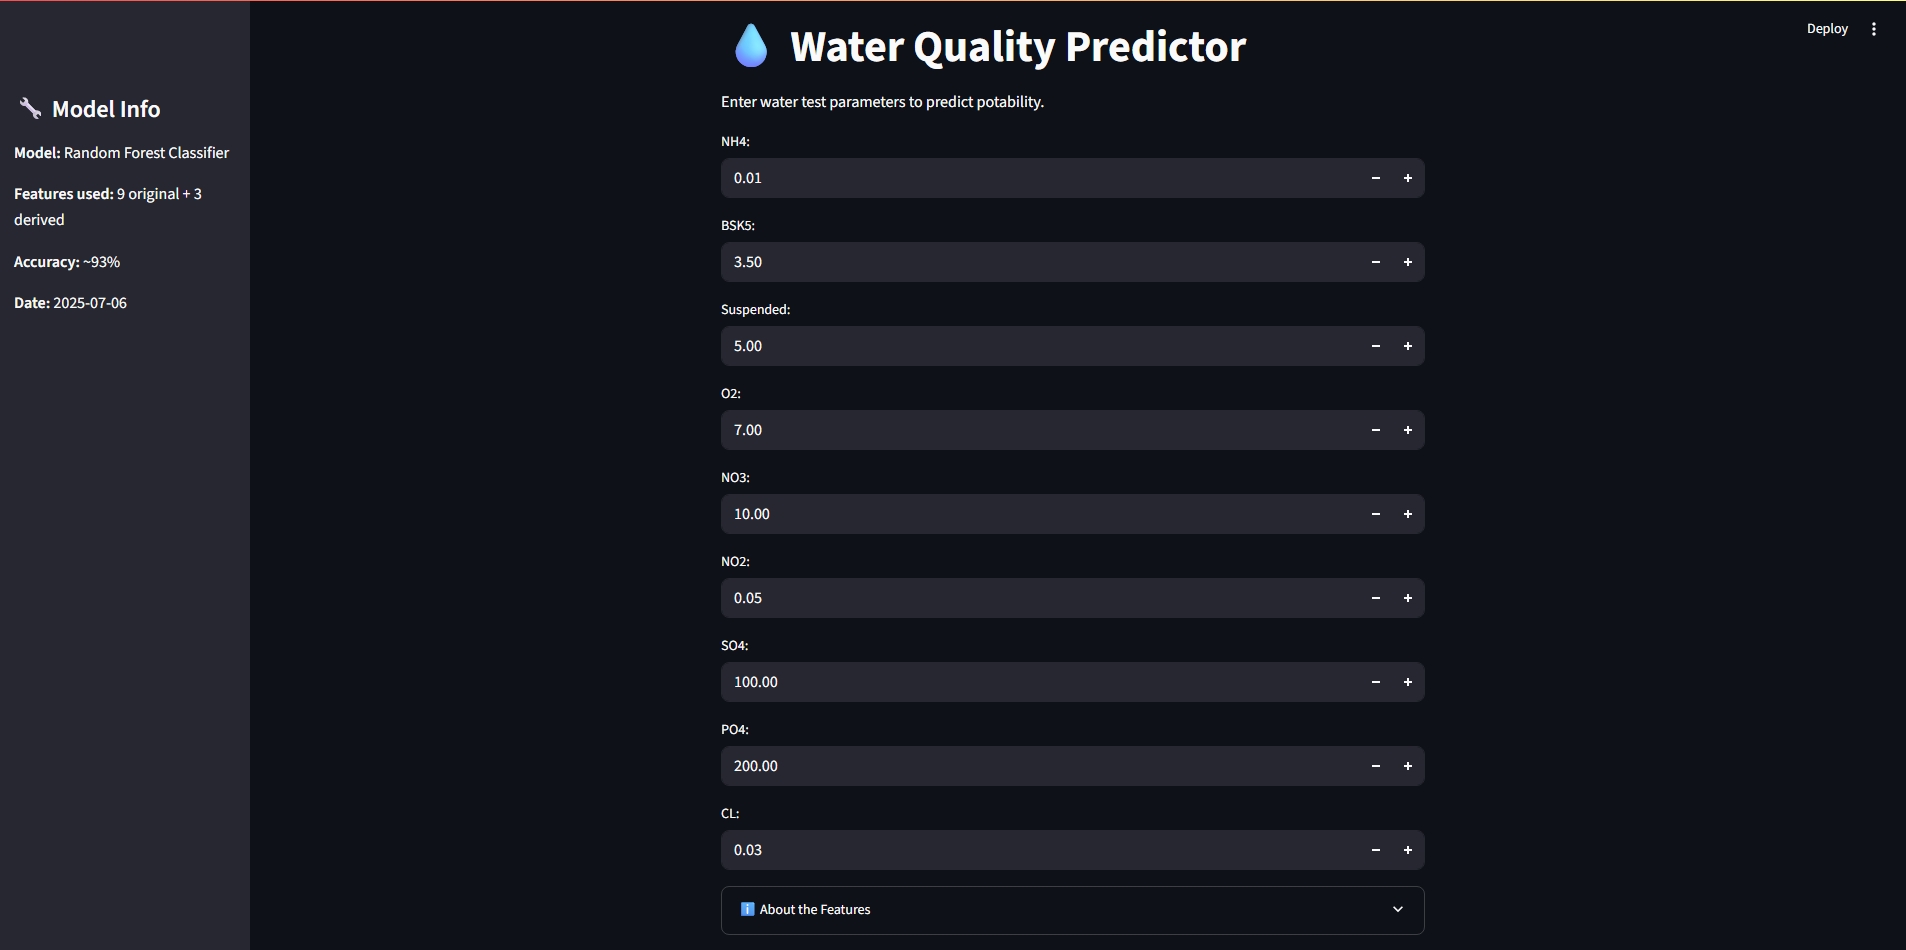 Deploy
Model Info
Model: Random Forest Classifier
Features used: 9 original + 3
derived
Accuracy: ~93%
Date: 2025-07-06
Water Quality Predictor
Enter water test parameters to predict potability.
NH4:
0.01
BSK5:
3.50
Suspended:
5.00
O2:
7.00
NO3:
10.00
NO2:
0.05
SO4:
100.00
PO4:
200.00
CL:
0.03
About the Features